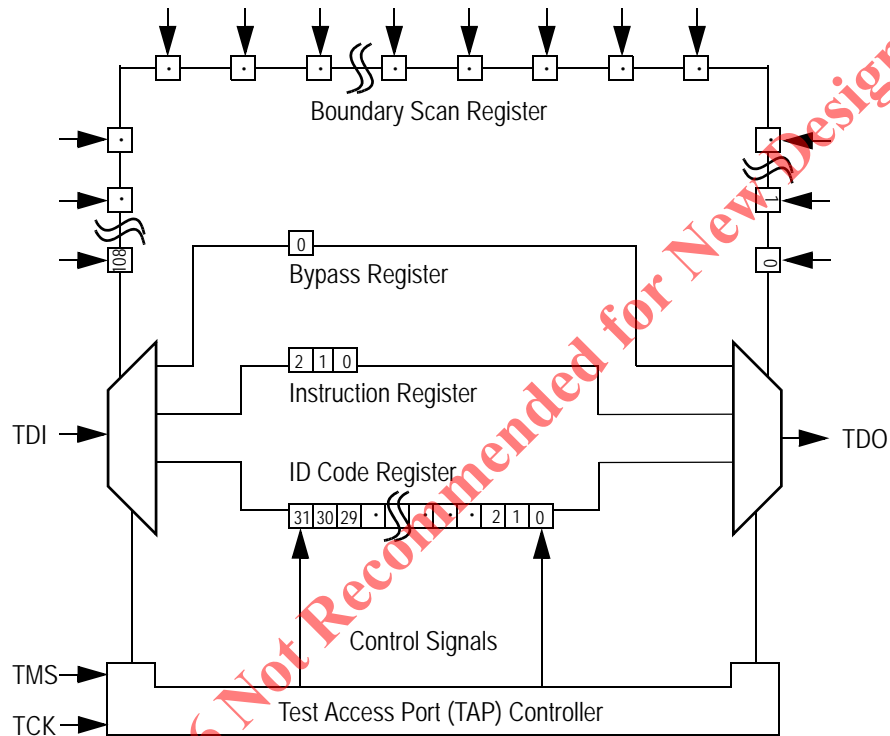 Boundary Scan Register
108
1
0
0
Bypass Register
2 1 0
Instruction Register
TDI
TDO
ID Code Register
31 30 29 · · · · 2 1 0
Control Signals
TMS
TCK
Test Access Port (TAP) Controller
6 Not Recommended for New Design